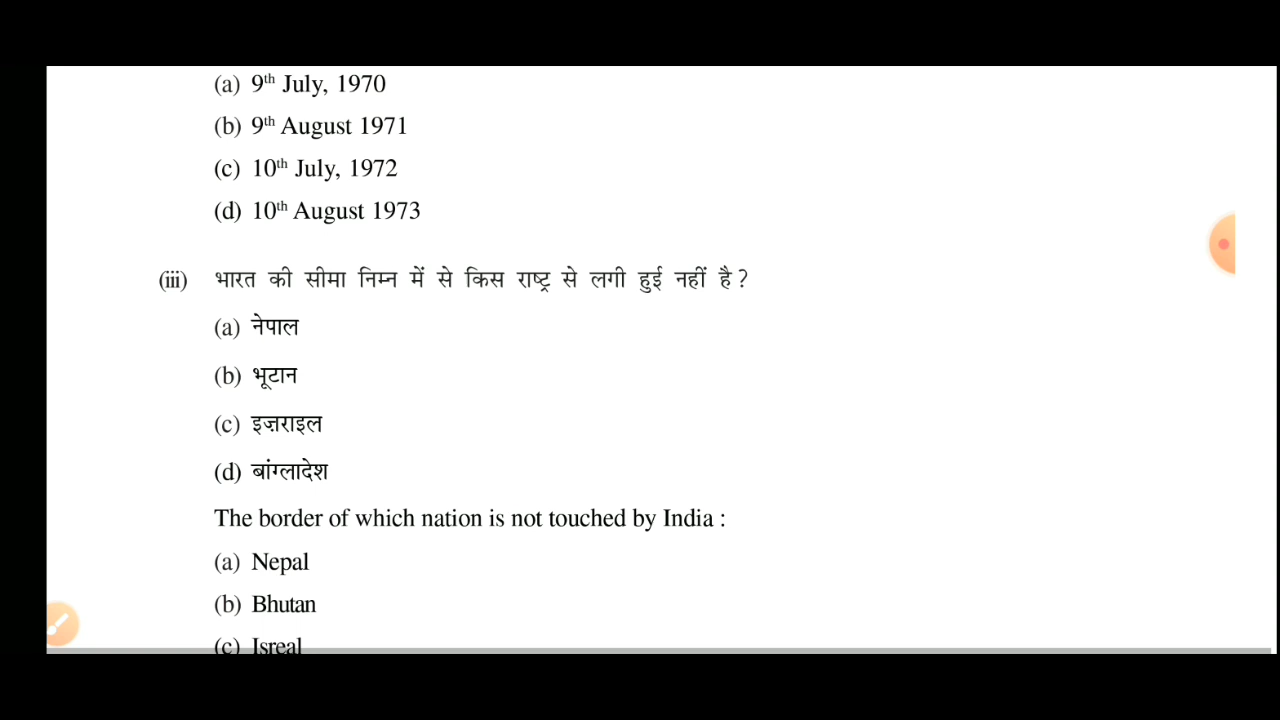 (a) 9th July, 1970
(b) 9th August 1971
(c) 10th July, 1972
(d) 10th August 1973
(iii) भारत की सीमा निम्न में से किस राष्ट्र से लगी हुई नहीं है ?
(a) नेपाल
(b) भूटान
(c) इज़राइल
(d) बांग्लादेश
The border of which nation is not touched by India :
(a) Nepal
(b) Bhutan
(c) Isreal